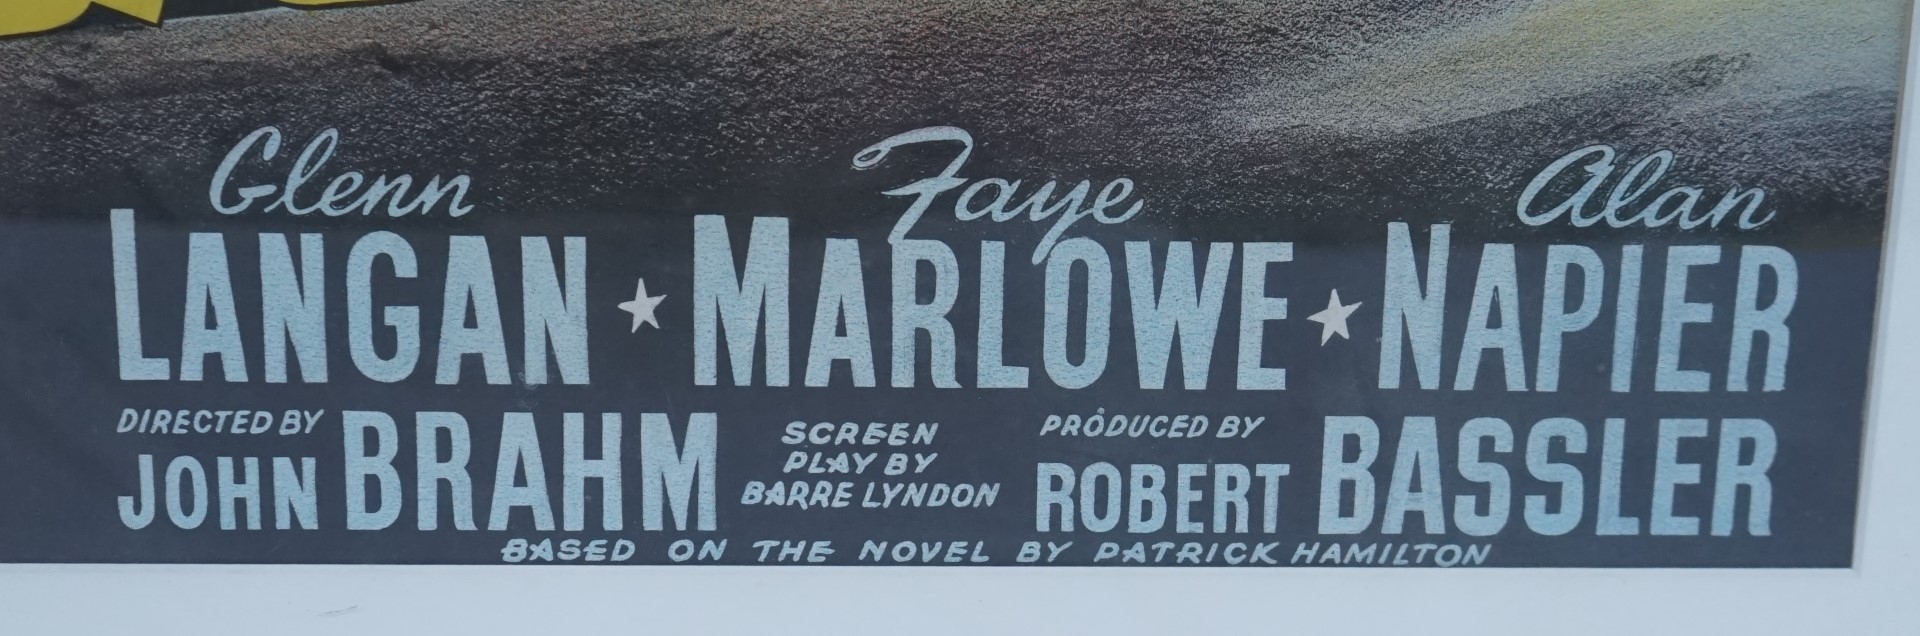 Glenn LANGAN ★ Faye MARLOWE ★ Alan NAPIER
DIRECTED BY JOHN BRAHM
SCREEN
PLAY BY
BARRE LYNDON
PRODUCED BY ROBERT BASSLER
BASED ON THE NOVEL BY PATRICK HAMILTON